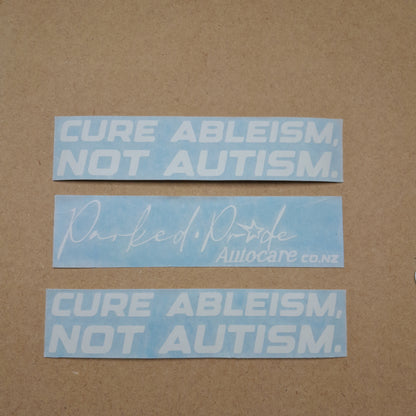 CURE ABLEISM,
NOT AUTISM.
Parked • Pride
Autocare CO.NZ
CURE ABLEISM,
NOT AUTISM.